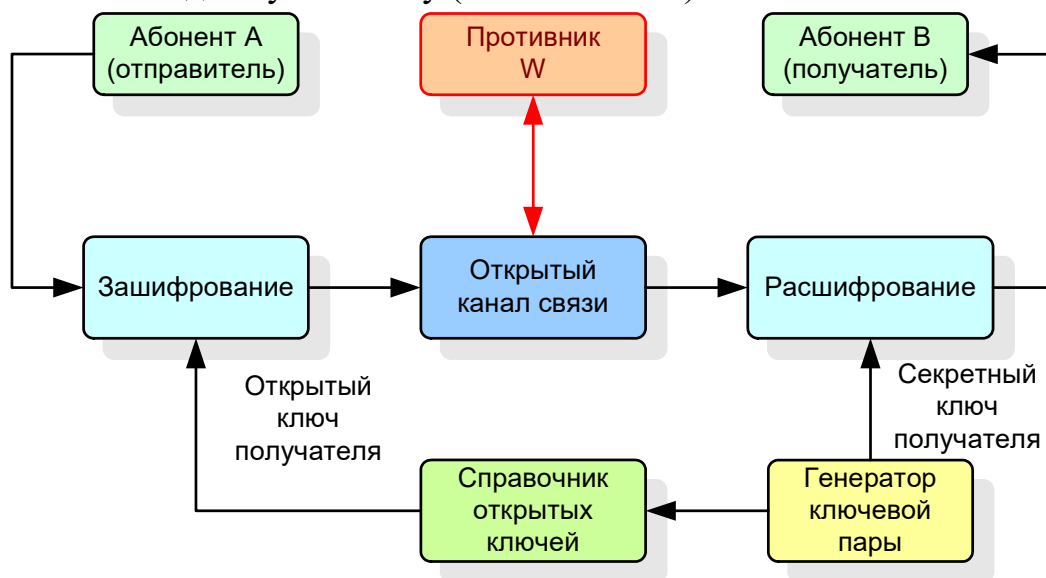 Абонент А
(отправитель)
Противник
W
Абонент В
(получатель)
Зашифрование
Открытый
канал связи
Расшифрование
Открытый
ключ
получателя
Секретный
ключ
получателя
Справочник
открытых
ключей
Генератор
ключевой
пары